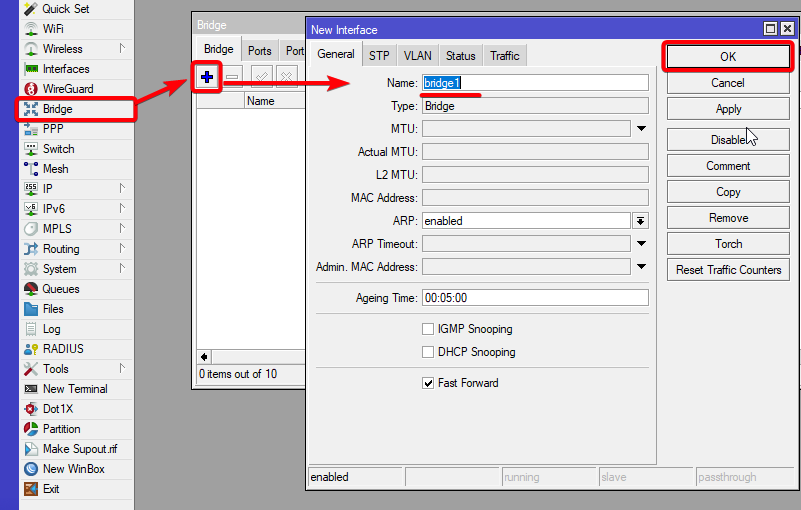 Quick Set
WiFi
Wireless
Interfaces
WireGuard
Bridge
PPP
Switch
Mesh
IP
IPv6
MPLS
Routing
System
Queues
Files
Log
RADIUS
Tools
New Terminal
Dot1X
Partition
Make Supout.rif
New WinBox
Exit
Bridge
Bridge Ports Port
Name
0 items out of 10
New Interface
General STP VLAN Status Traffic
Name: bridge1
Type: Bridge
MTU:
Actual MTU:
L2 MTU:
MAC Address:
ARP: enabled
ARP Timeout:
Admin. MAC Address:
Ageing Time: 00:05:00
IGMP Snooping
DHCP Snooping
Fast Forward
OK
Cancel
Apply
Disable
Comment
Copy
Remove
Torch
Reset Traffic Counters
enabled running slave passthrough